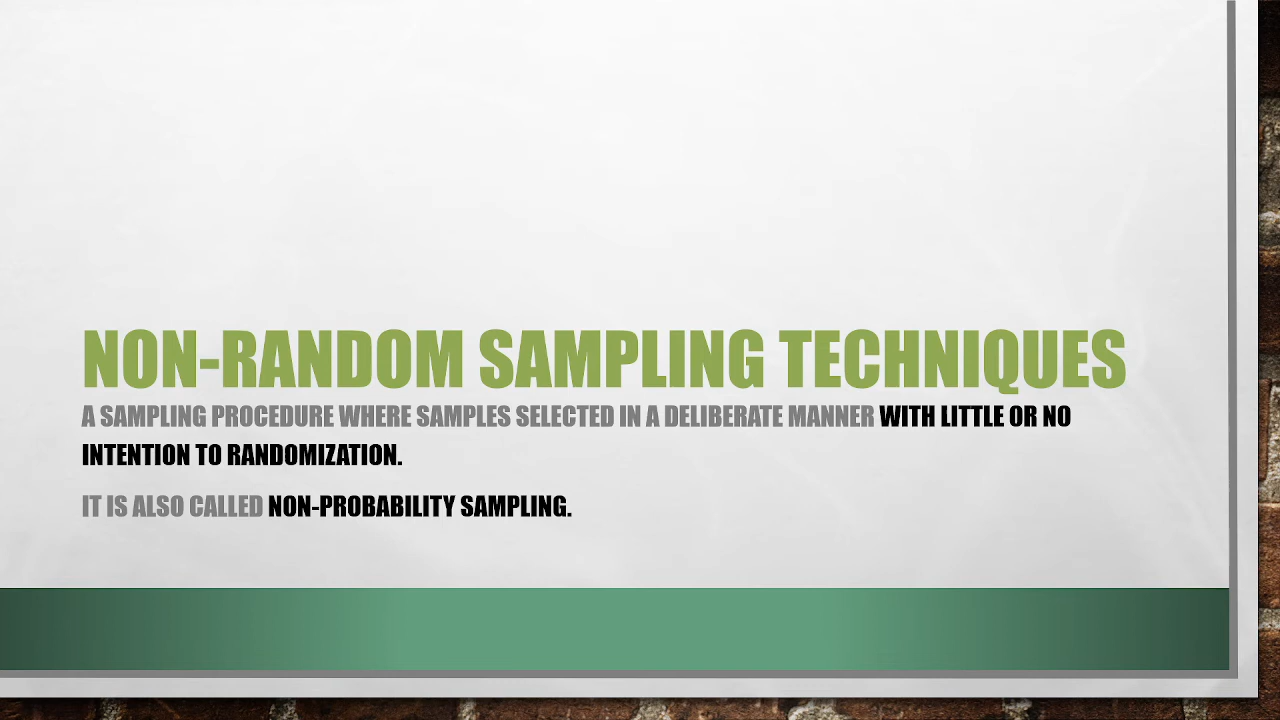 NON-RANDOM SAMPLING TECHNIQUES
A SAMPLING PROCEDURE WHERE SAMPLES SELECTED IN A DELIBERATE MANNER WITH LITTLE OR NO
INTENTION TO RANDOMIZATION.
IT IS ALSO CALLED NON-PROBABILITY SAMPLING.